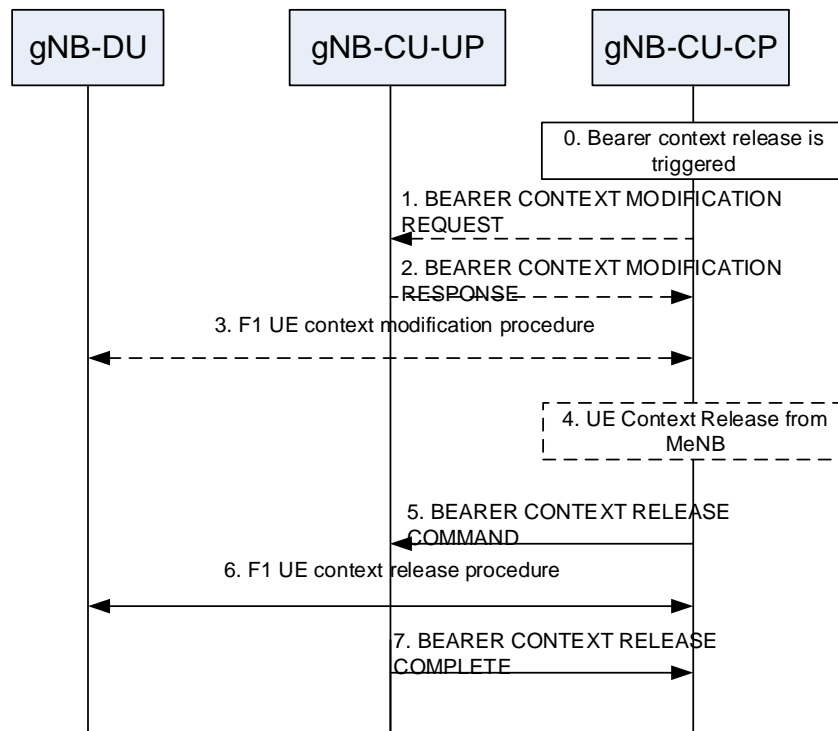 gNB-DU
gNB-CU-UP
gNB-CU-CP
0. Bearer context release is
triggered
1. BEARER CONTEXT MODIFICATION
REQUEST
2. BEARER CONTEXT MODIFICATION
RESPONSE
3. F1 UE context modification procedure
4. UE Context Release from
MeNB
5. BEARER CONTEXT RELEASE
COMMAND
6. F1 UE context release procedure
7. BEARER CONTEXT RELEASE
COMPLETE